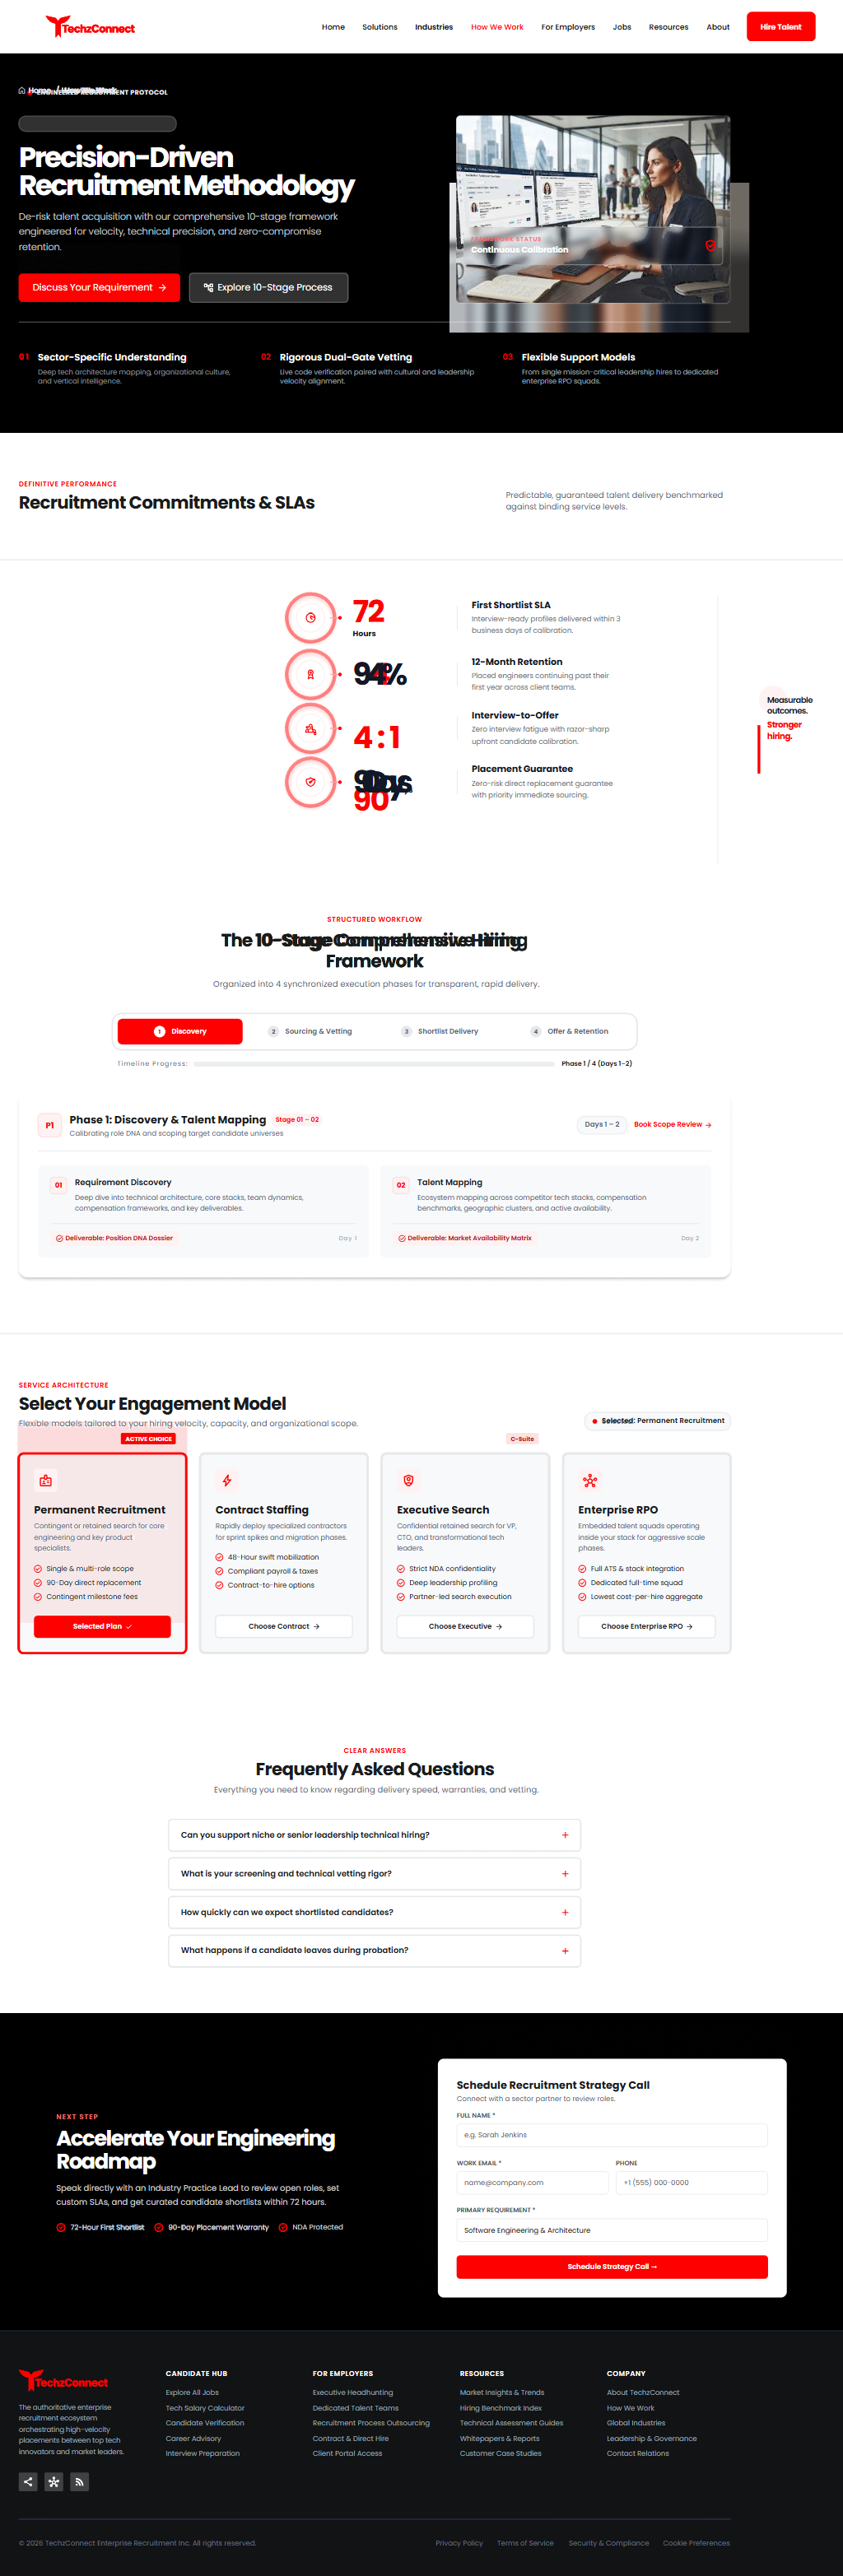 TechzConnect
Home Solutions Industries How We Work For Employers Jobs Resources About Hire Talent
Home /
ENGINEERED RECRUITMENT PROTOCOL
Precision-Driven
Recruitment Methodology
De-risk talent acquisition with our comprehensive 10-stage framework
engineered for velocity, technical precision, and zero-compromise
retention.
Discuss Your Requirement →
Explore 10-Stage Process
STATUS
Continuous Calibration
01 Sector-Specific Understanding
Deep tech architecture mapping, organizational culture,
and vertical intelligence.
02 Rigorous Dual-Gate Vetting
Live code verification paired with cultural and leadership
velocity alignment.
03 Flexible Support Models
From single mission-critical leadership hires to dedicated
enterprise RPO squads.
DEFINITIVE PERFORMANCE
Recruitment Commitments & SLAs
Predictable, guaranteed talent delivery benchmarked
against binding service levels.
72
Hours
First Shortlist SLA
Interview-ready profiles delivered within 3
business days of calibration.
94%
12-Month Retention
Placed engineers continuing past their
first year across client teams.
4 : 1
Interview-to-Offer
Zero interview fatigue with razor-sharp
upfront candidate calibration.
90
Placement Guarantee
Zero-risk direct replacement guarantee
with priority immediate sourcing.
Measurable
outcomes.
Stronger
hiring.
STRUCTURED WORKFLOW
The 10-Stage Comprehensive Hiring
Framework
Organized into 4 synchronized execution phases for transparent, rapid delivery.
1 Discovery
2 Sourcing & Vetting
3 Shortlist Delivery
4 Offer & Retention
Timeline Progress:
Phase 1 / 4 (Days 1-2)
P1
Phase 1: Discovery & Talent Mapping
Stage 01 – 02
Calibrating role DNA and scoping target candidate universes
Days 1 – 2
Book Scope Review →
01 Requirement Discovery
Deep dive into technical architecture, core stacks, team dynamics,
compensation frameworks, and key deliverables.
Deliverable: Position DNA Dossier
Day 1
02 Talent Mapping
Ecosystem mapping across competitor tech stacks, compensation
benchmarks, geographic clusters, and active availability.
Deliverable: Market Availability Matrix
Day 2
SERVICE ARCHITECTURE
Select Your Engagement Model
Flexible models tailored to your hiring velocity, capacity, and organizational scope.
Selected: Permanent Recruitment
ACTIVE CHOICE
Permanent Recruitment
Contingent or retained search for core
engineering and key product
specialists.
Single & multi-role scope
90-Day direct replacement
Contingent milestone fees
Selected Plan ✓
Contract Staffing
Rapidly deploy specialized contractors
for sprint spikes and migration phases.
48-Hour swift mobilization
Compliant payroll & taxes
Contract-to-hire options
Choose Contract →
C-Suite
Executive Search
Confidential retained search for VP,
CTO, and transformational tech
leaders.
Strict NDA confidentiality
Deep leadership profiling
Partner-led search execution
Choose Executive →
Enterprise RPO
Embedded talent squads operating
inside your stack for aggressive scale
phases.
Full ATS & stack integration
Dedicated full-time squad
Lowest cost-per-hire aggregate
Choose Enterprise RPO →
CLEAR ANSWERS
Frequently Asked Questions
Everything you need to know regarding delivery speed, warranties, and vetting.
Can you support niche or senior leadership technical hiring? +
What is your screening and technical vetting rigor? +
How quickly can we expect shortlisted candidates? +
What happens if a candidate leaves during probation? +
NEXT STEP
Accelerate Your Engineering
Roadmap
Speak directly with an Industry Practice Lead to review open roles, set
custom SLAs, and get curated candidate shortlists within 72 hours.
72-Hour First Shortlist
90-Day Placement Warranty
NDA Protected
Schedule Recruitment Strategy Call
Connect with a sector partner to review roles.
FULL NAME *
e.g. Sarah Jenkins
WORK EMAIL *
name@company.com
PHONE
+1 (555) 000-0000
PRIMARY REQUIREMENT *
Software Engineering & Architecture
Schedule Strategy Call →
TechzConnect
The authoritative enterprise
recruitment ecosystem
orchestrating high-velocity
placements between top tech
innovators and market leaders.
CANDIDATE HUB
Explore All Jobs
Tech Salary Calculator
Candidate Verification
Career Advisory
Interview Preparation
FOR EMPLOYERS
Executive Headhunting
Dedicated Talent Teams
Recruitment Process Outsourcing
Contract & Direct Hire
Client Portal Access
RESOURCES
Market Insights & Trends
Hiring Benchmark Index
Technical Assessment Guides
Whitepapers & Reports
Customer Case Studies
COMPANY
About TechzConnect
How We Work
Global Industries
Leadership & Governance
Contact Relations
© 2026 TechzConnect Enterprise Recruitment Inc. All rights reserved.
Privacy Policy Terms of Service Security & Compliance Cookie Preferences